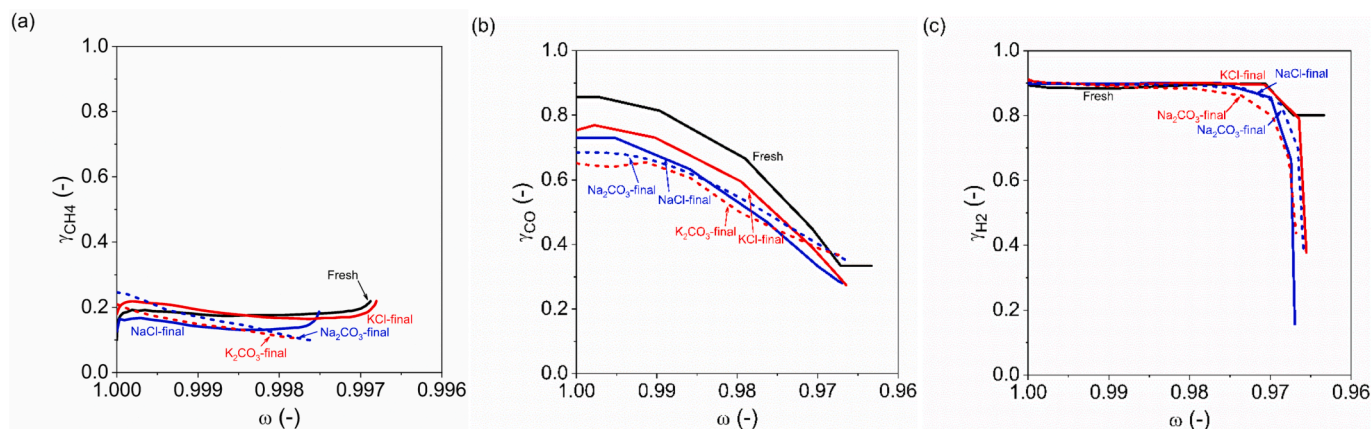 (a)
1.0
0.8
0.6
0.4
0.2
0.0
γCH4 (-)
Fresh
NaCl-final
KCl-final
K₂CO₃-final
Na₂CO₃-final
1.000
0.999
0.998
0.997
0.996
ω (-)
(b)
1.0
0.8
0.6
0.4
0.2
0.0
γCO (-)
Fresh
Na₂CO₃-final
NaCl-final
K₂CO₃-final
KCl-final
1.00
0.99
0.98
0.97
0.96
ω (-)
(c)
1.0
0.8
0.6
0.4
0.2
0.0
γH2 (-)
KCl-final
NaCl-final
Fresh
Na₂CO₃-final
Na₂CO₃-final
1.00
0.99
0.98
0.97
0.96
ω (-)